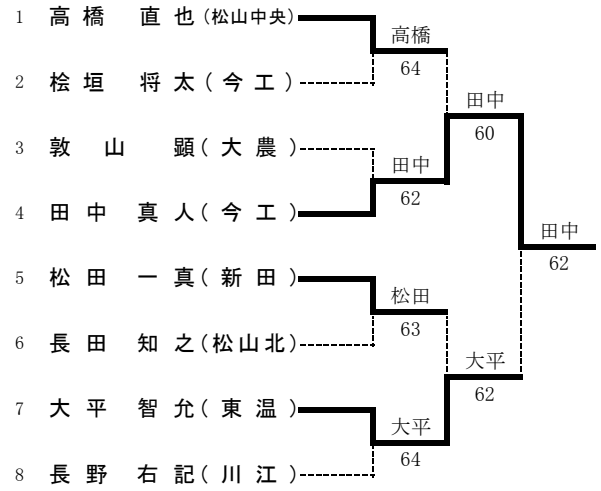 1 高橋 直也(松山中央)
高橋
2 桧垣 将太(今工)
64
田中
60
3 敦山 顕(大農)
田中
4 田中 真人(今工)
62
田中
62
5 松田 一真(新田)
松田
6 長田 知之(松山北)
63
大平
62
7 大平 智允(東温)
大平
8 長野 右記(川江)
64